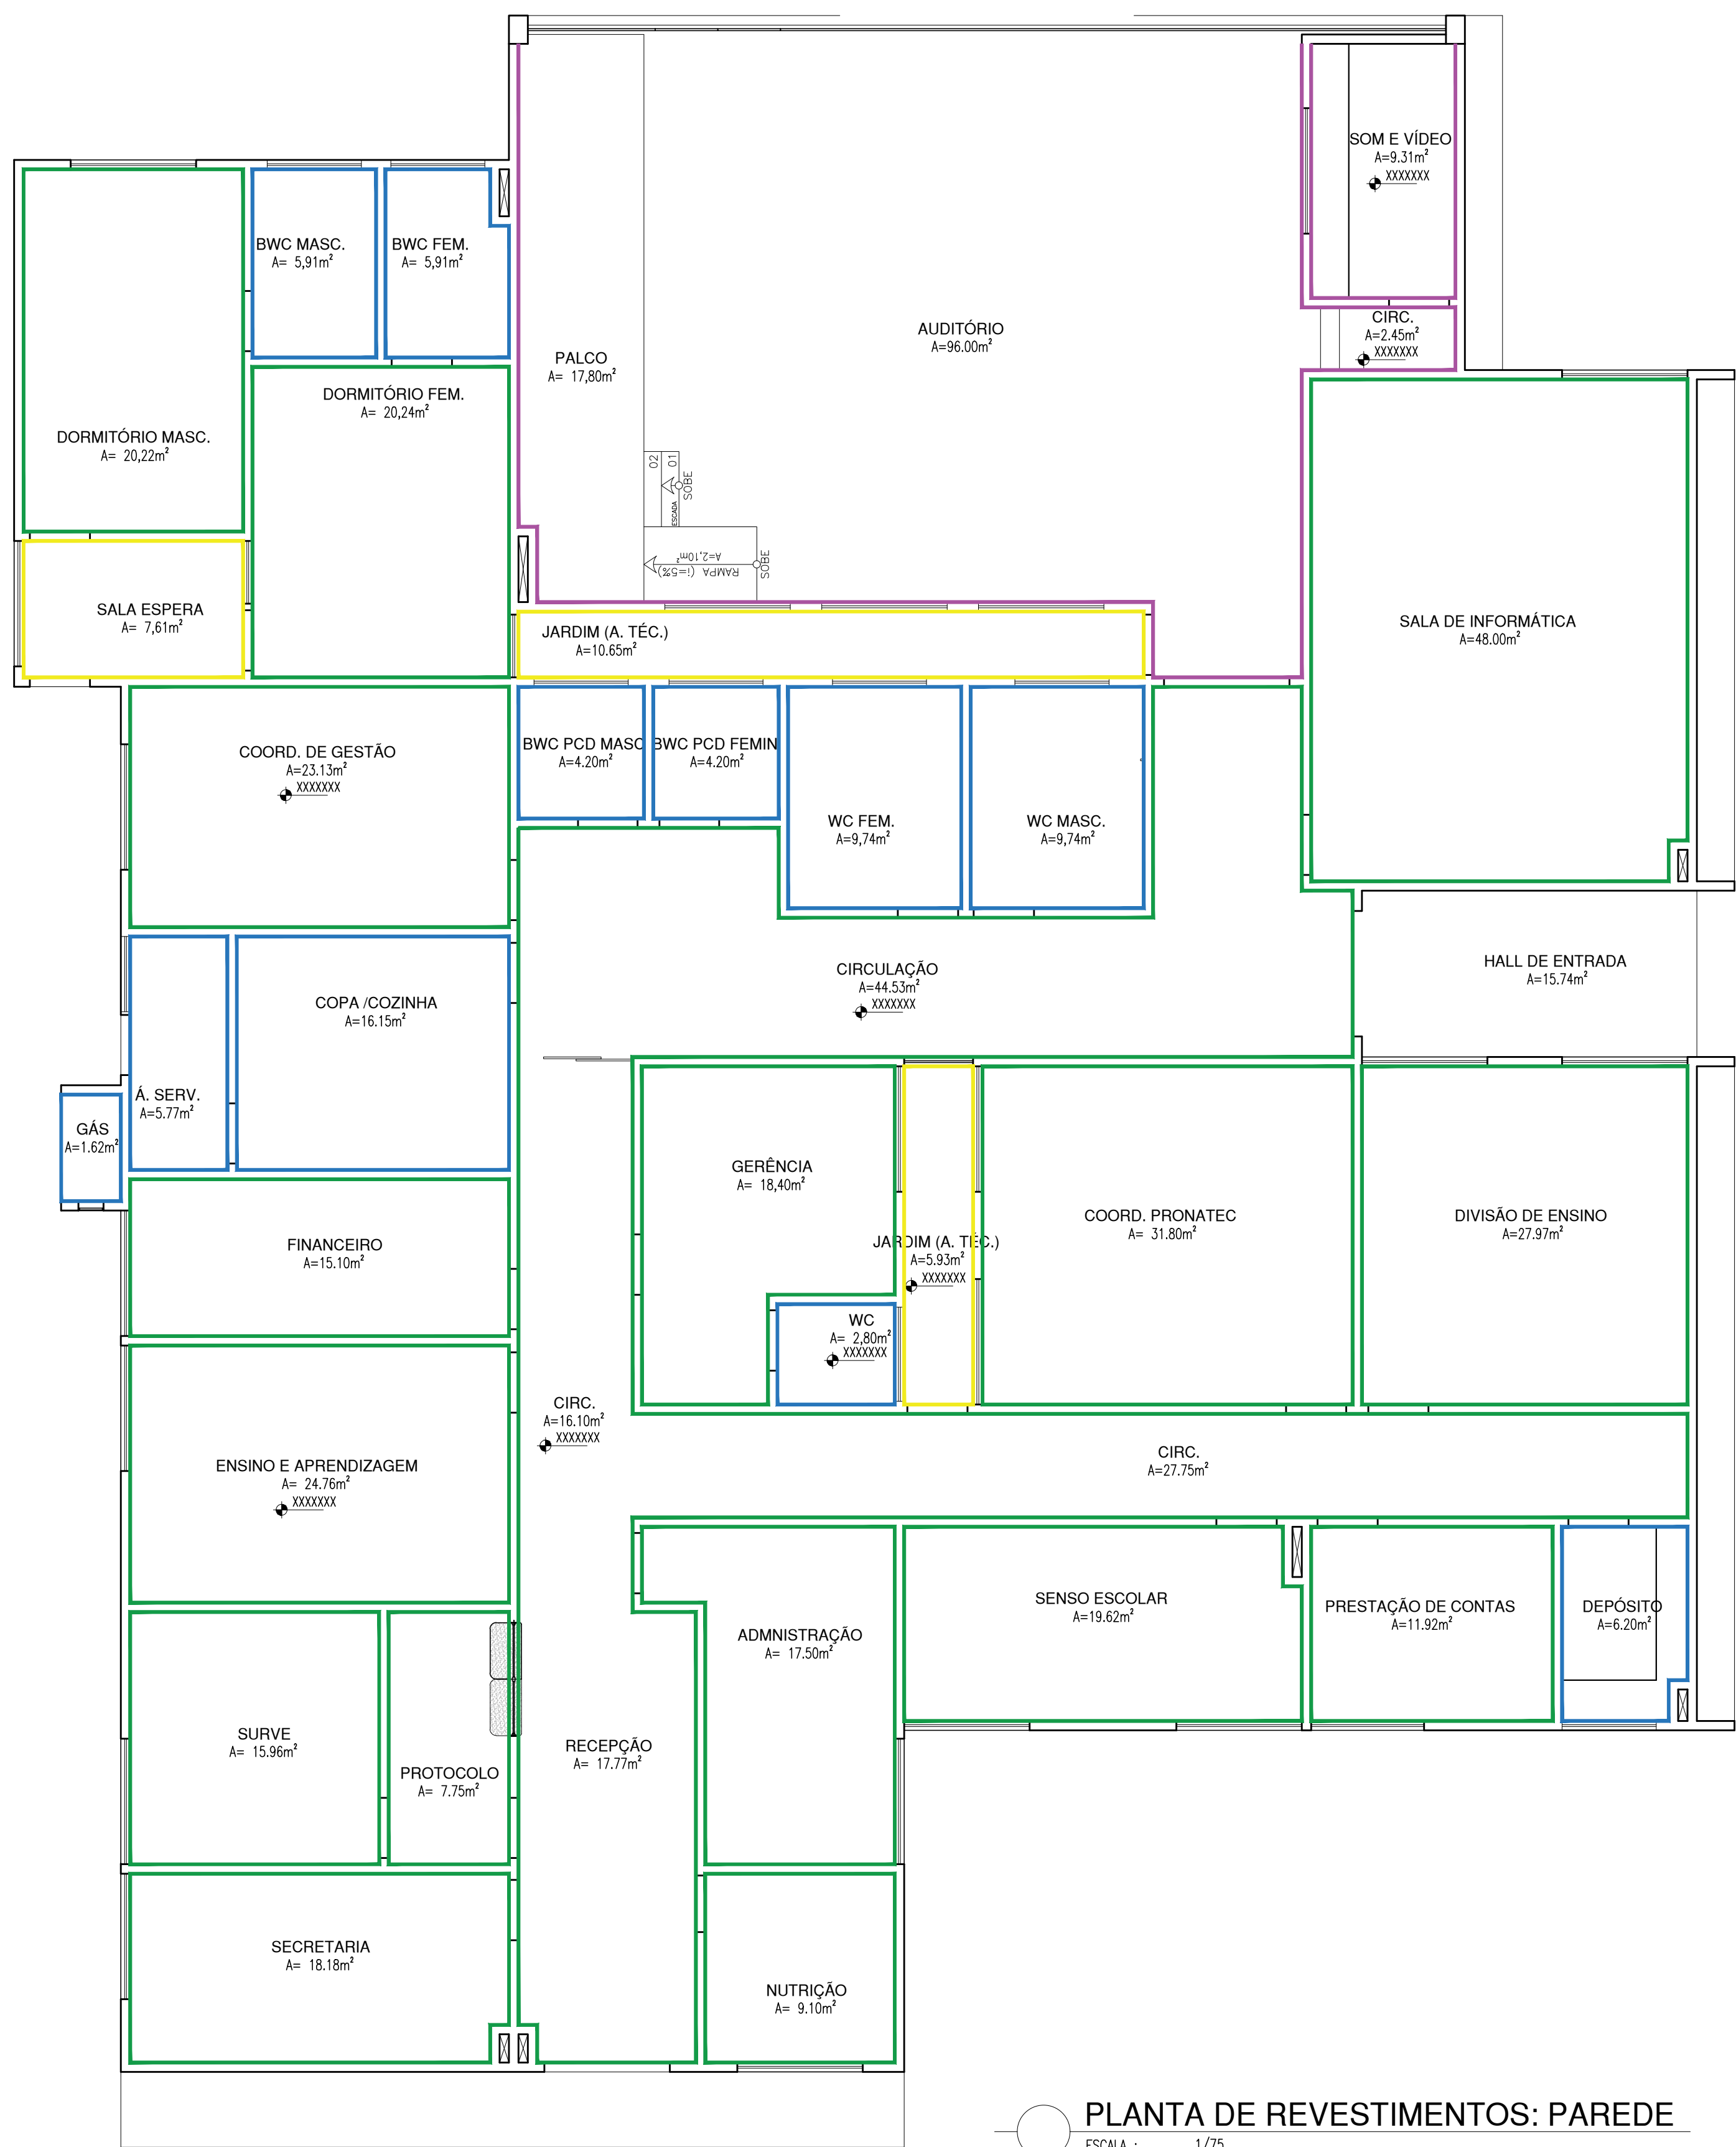 SOM E VÍDEO
A=9.31m²
XXXXXXX
BWC MASC.
A= 5,91m²
BWC FEM.
A= 5,91m²
CIRC.
A=2.45m²
XXXXXXX
AUDITÓRIO
A=96.00m²
PALCO
A= 17,80m²
DORMITÓRIO FEM.
A= 20,24m²
DORMITÓRIO MASC.
A= 20,22m²
02
01
SOBE
ESCADA
RAMPA (i=5%)
A=2,10m²
SOBE
SALA ESPERA
A= 7,61m²
JARDIM (A. TÉC.)
A=10.65m²
SALA DE INFORMÁTICA
A=48.00m²
COORD. DE GESTÃO
A=23.13m²
XXXXXXX
BWC PCD MASC
A=4.20m²
BWC PCD FEMIN
A=4.20m²
WC FEM.
A=9,74m²
WC MASC.
A=9,74m²
CIRCULAÇÃO
A=44.53m²
XXXXXXX
HALL DE ENTRADA
A=15.74m²
COPA /COZINHA
A=16.15m²
Á. SERV.
A=5.77m²
GÁS
A=1.62m²
GERÊNCIA
A= 18,40m²
JARDIM (A. TÉC.)
A=5.93m²
XXXXXXX
COORD. PRONATEC
A= 31.80m²
DIVISÃO DE ENSINO
A=27.97m²
FINANCEIRO
A=15.10m²
WC
A= 2,80m²
XXXXXXX
CIRC.
A=16.10m²
XXXXXXX
ENSINO E APRENDIZAGEM
A= 24.76m²
XXXXXXX
CIRC.
A=27.75m²
SENSO ESCOLAR
A=19.62m²
PRESTAÇÃO DE CONTAS
A=11.92m²
DEPÓSITO
A=6.20m²
ADMNISTRAÇÃO
A= 17.50m²
SURVE
A= 15.96m²
PROTOCOLO
A= 7.75m²
RECEPÇÃO
A= 17.77m²
SECRETARIA
A= 18.18m²
NUTRIÇÃO
A= 9.10m²
PLANTA DE REVESTIMENTOS: PAREDE
ESCALA : 1/75